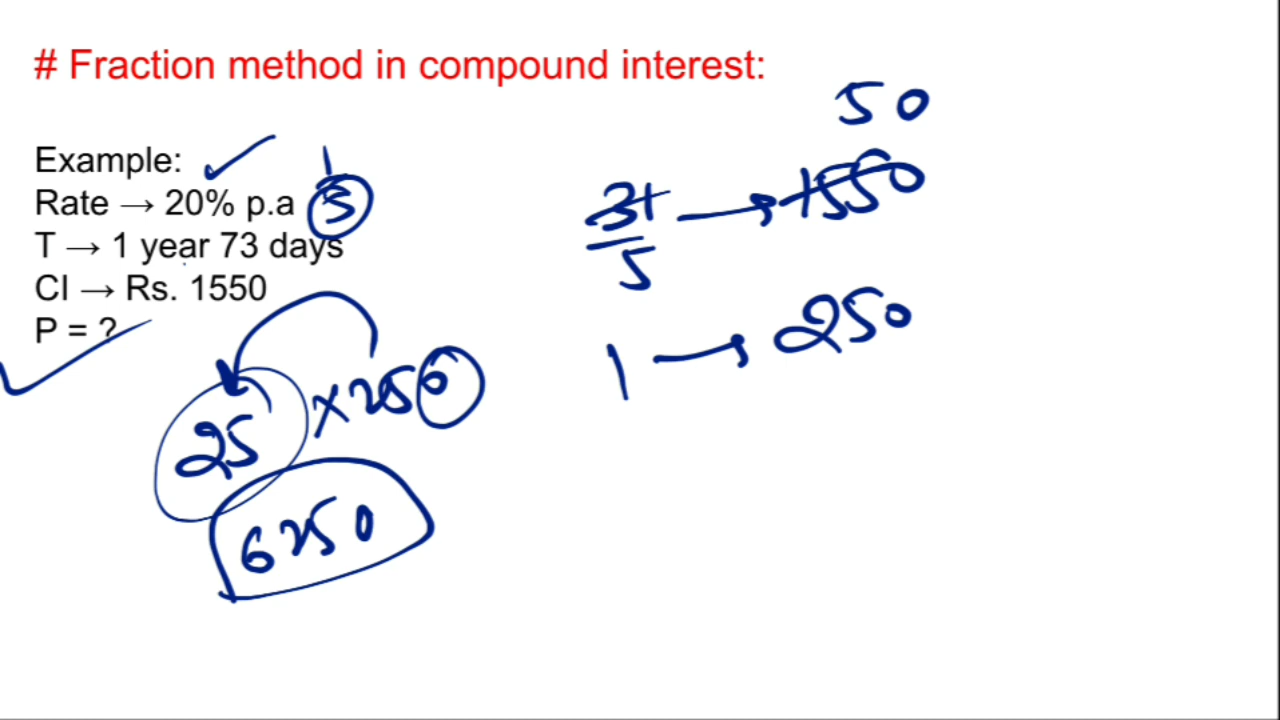 # Fraction method in compound interest:
50
Example:
1
Rate → 20% p.a 5
31 → 1550
5
T → 1 year 73 days
CI → Rs. 1550
P = ?
1 → 250
25 × 250
6250